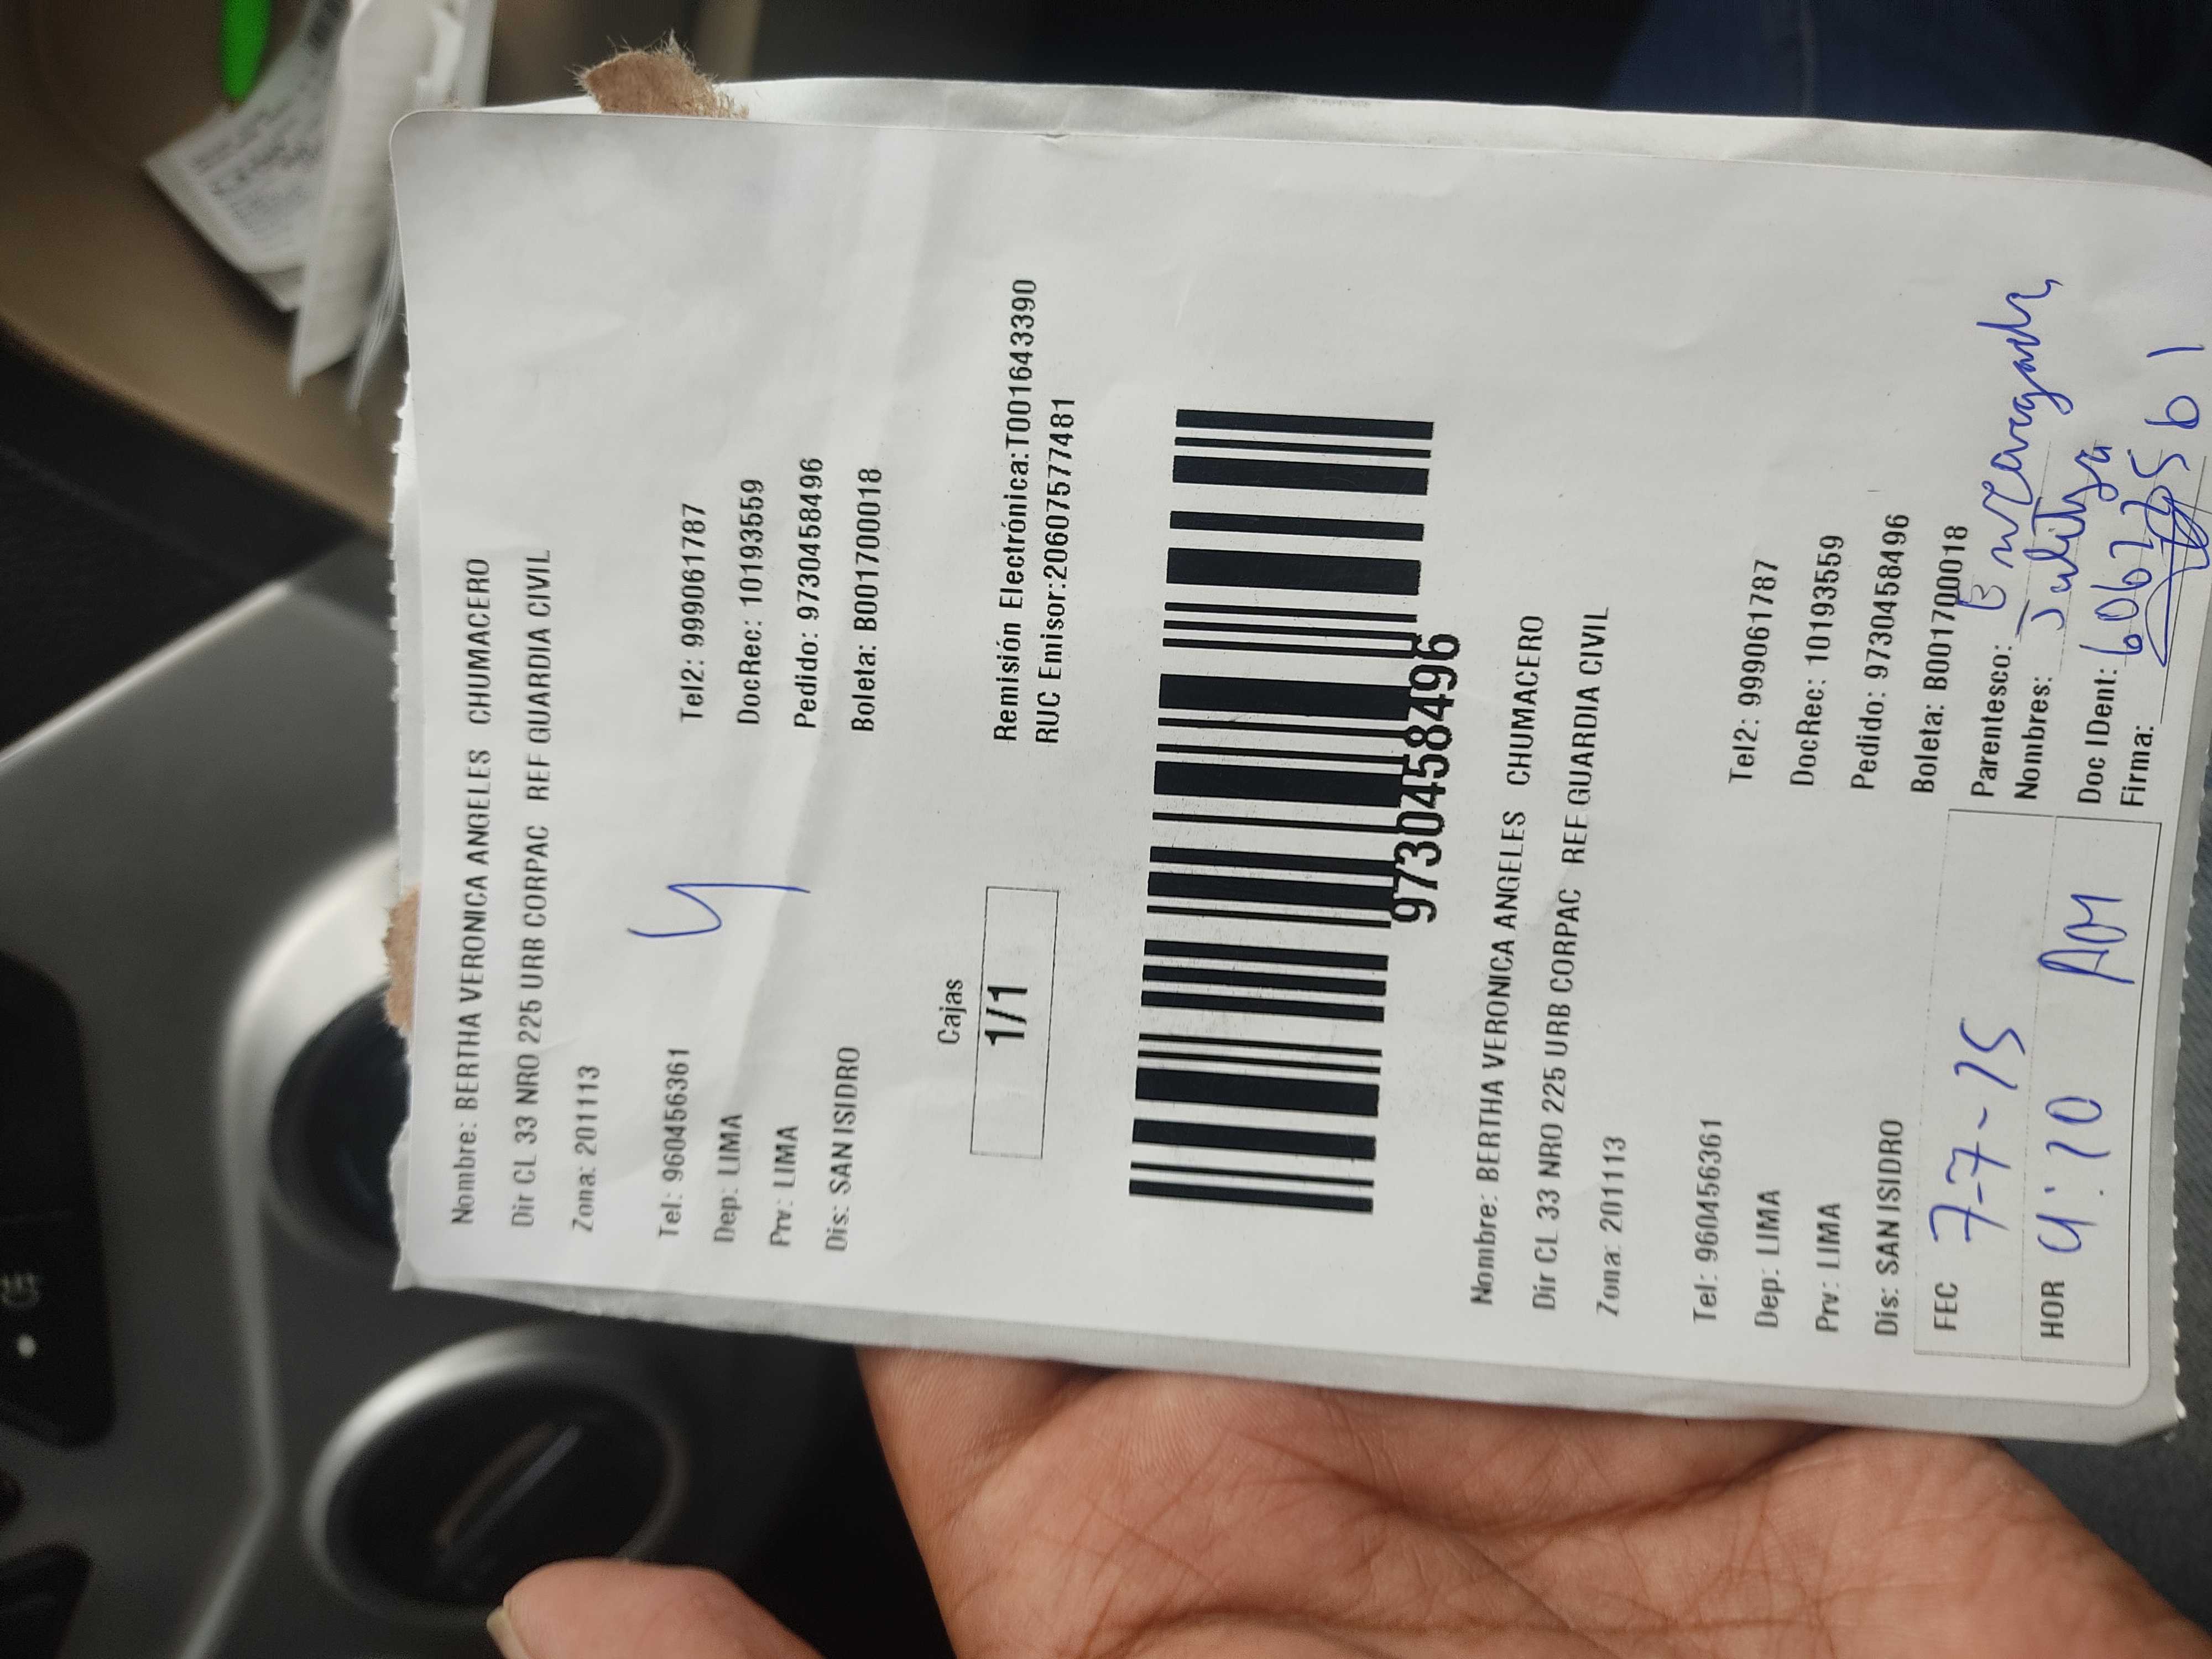 Nombre: BERTHA VERONICA ANGELES CHUMACERO
Dir CL 33 NRO 225 URB CORPAC REF GUARDIA CIVIL
Zona: 201113
Tel: 960456361 Tel2: 999061787
Dep: LIMA DocRec: 10193559
Prv: LIMA Pedido: 9730458496
Dis: SAN ISIDRO Boleta: B001700018
Cajas
1/1
Remisión Electrónica:T001643390
RUC Emisor:20607577481
9730458496
Nombre: BERTHA VERONICA ANGELES CHUMACERO
Dir CL 33 NRO 225 URB CORPAC REF GUARDIA CIVIL
Zona: 201113
Tel: 960456361 Tel2: 999061787
Dep: LIMA DocRec: 10193559
Prv: LIMA Pedido: 9730458496
Dis: SAN ISIDRO Boleta: B001700018
FEC 7-7-25
HOR 9:10 AM
Parentesco:
Nombres: Julissa
Doc IDent:
Firma: